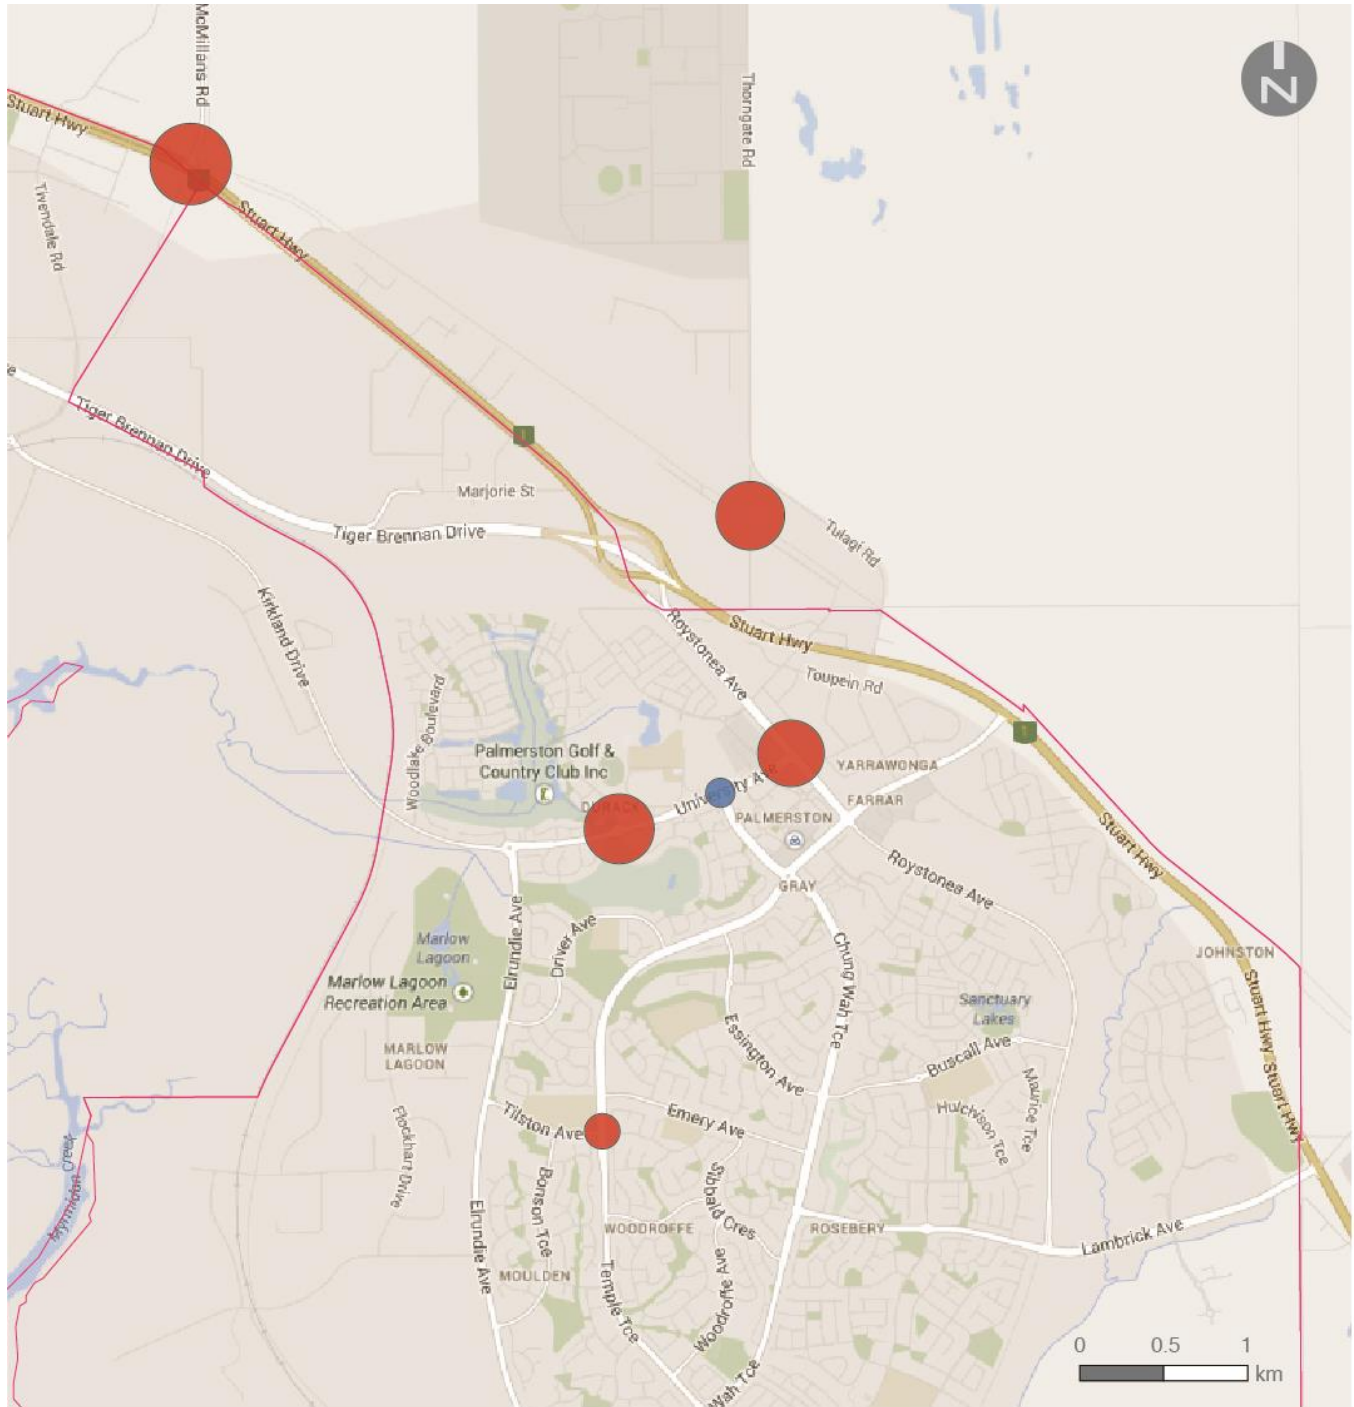 McMillans Rd
Stuart Hwy
Thorngate Rd
N
Tivendale Rd
Stuart Hwy
Tiger Brennan Drive
Marjorie St
Tiger Brennan Drive
Tulagi Rd
Kirkland Drive
Roystonea Ave
Stuart Hwy
Toupein Rd
Woodlake Boulevard
Palmerston Golf &
Country Club Inc
YARRAWONGA
DURACK
University Ave
FARRAR
PALMERSTON
Stuart Hwy
Roystonea Ave
GRAY
Elrundie Ave
Driver Ave
Marlow
Lagoon
Chung Wah Tce
JOHNSTON
Marlow Lagoon
Recreation Area
Sanctuary
Lakes
Stuart Hwy
Stuart Hwy
Essington Ave
Buscall Ave
MARLOW
LAGOON
Maurice Tce
Tilston Ave
Emery Ave
Hutchison Tce
Flockhart Drive
Myrmidon Creek
Bonson Tce
Sibbald Cres
WOODROFFE
ROSEBERY
Lambrick Ave
Elrundie Ave
MOULDEN
Temple Tce
Woodroffe Ave
Wah Tce
0 0.5 1
km